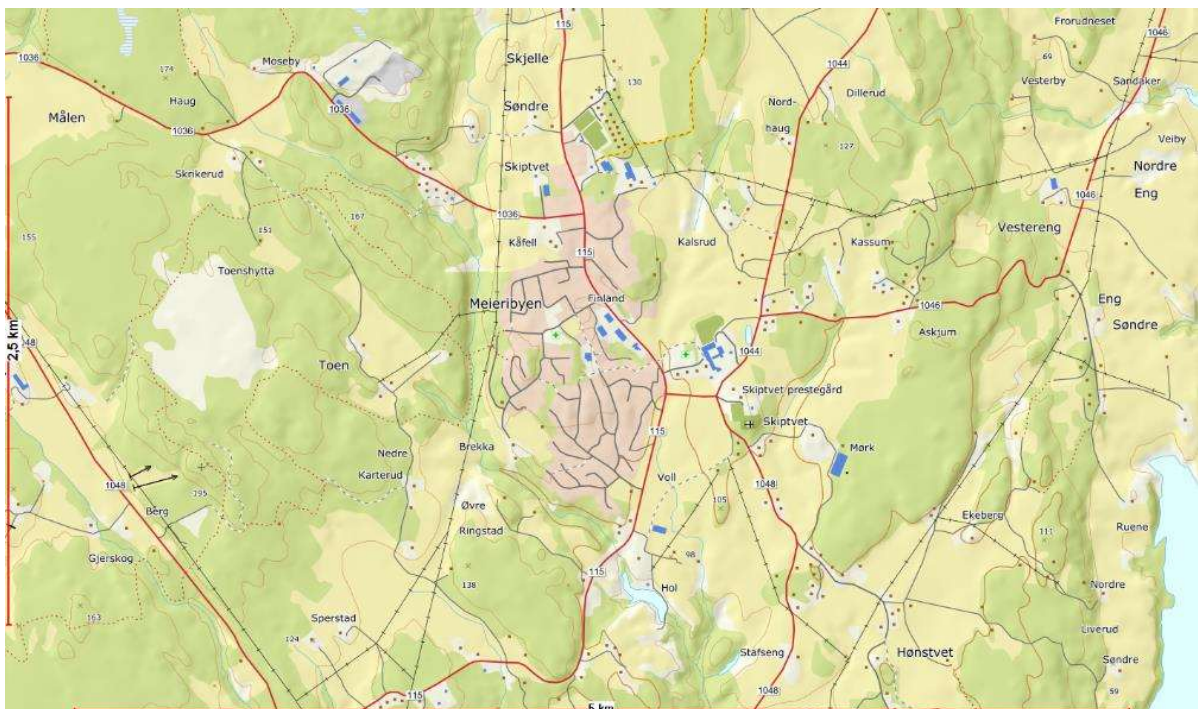 115
1046
Frorudneset
1036
Moseby
Skjelle
1044
69
174
130
Vesterby
Sandaker
Haug
Dillerud
1036
Søndre
Nord-
haug
Målen
1036
127
Veiby
Skiptvet
Nordre
Skrikerud
1046
Eng
167
1036
155
151
Kåfell
Kalsrud
Kassum
Vestereng
115
Toenshytta
Meieribyen
Finland
1046
Eng
Søndre
Askjum
2,5 km
1048
1044
Toen
Skiptvet prestegård
Skiptvet
115
Nedre
Karterud
Brekka
Mørk
195
1048
Voll
1048
Berg
Øvre
Ringstad
105
Ekeberg
Ruene
111
Gjerskog
98
115
138
Hol
Nordre
163
Sperstad
Liverud
124
Stafseng
Hønstvet
Søndre
115
1048
59
5 km